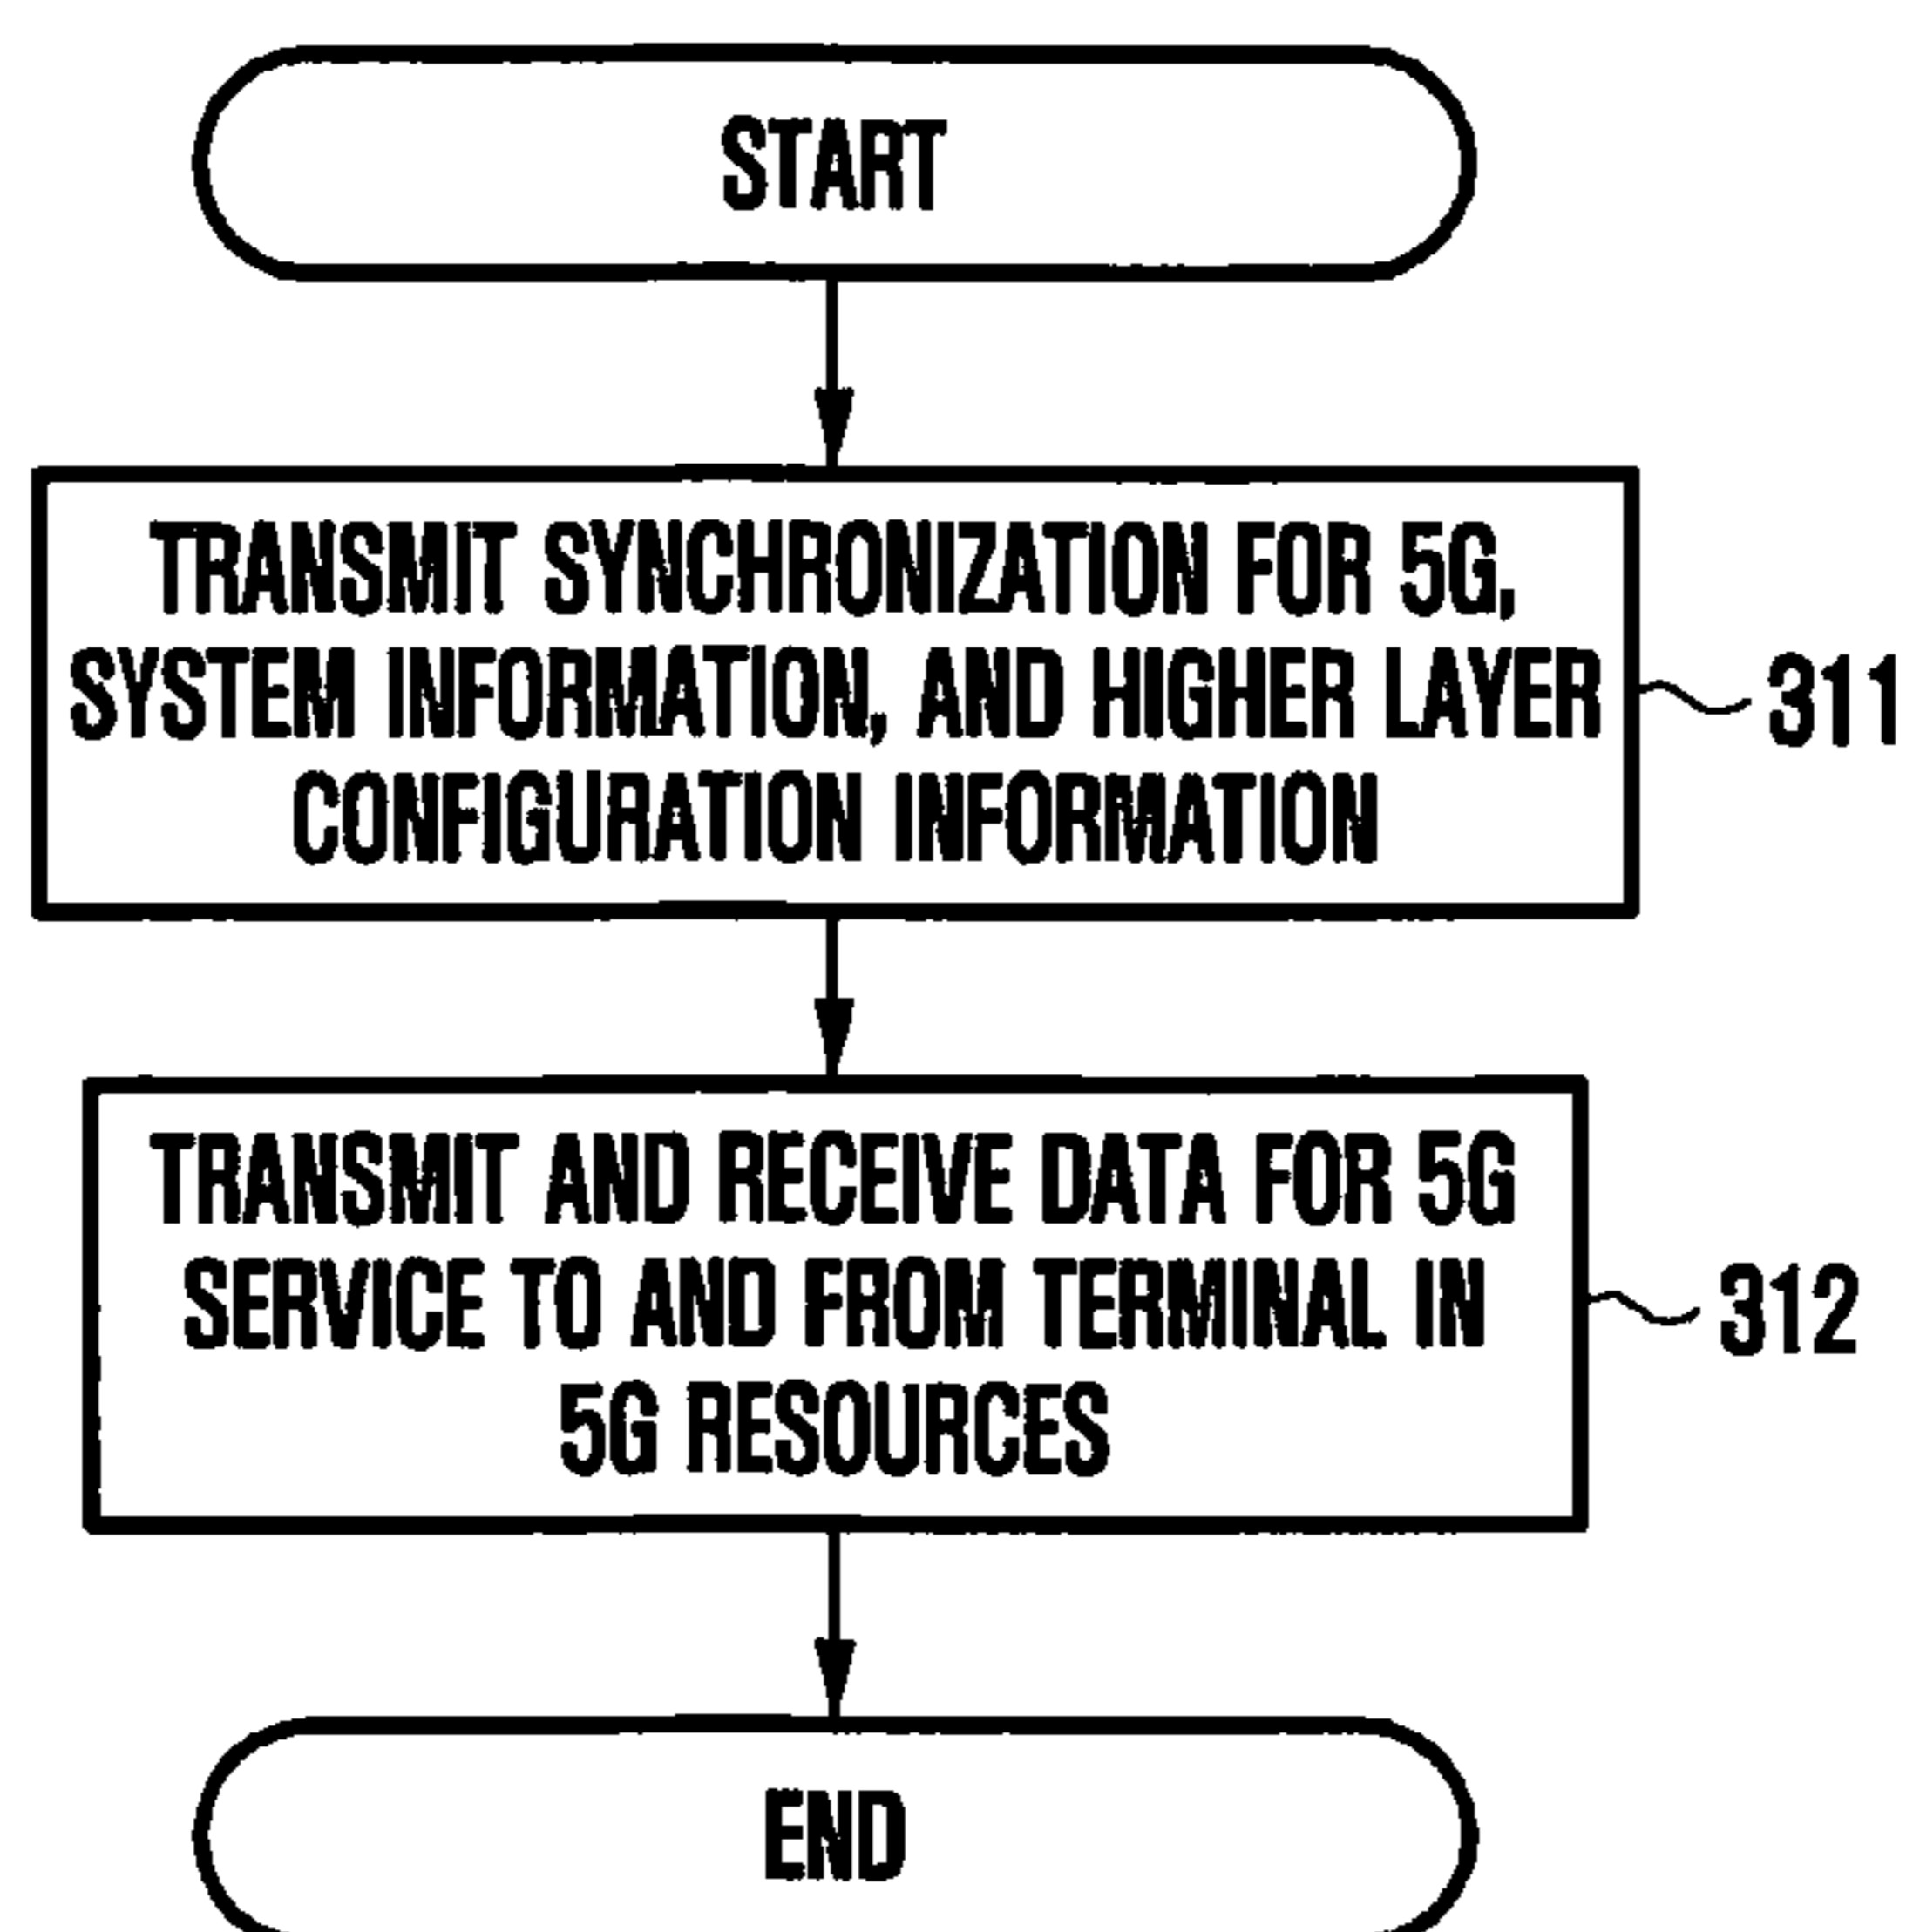 START
TRANSMIT SYNCHRONIZATION FOR 5G,
SYSTEM INFORMATION, AND HIGHER LAYER
CONFIGURATION INFORMATION
311
TRANSMIT AND RECEIVE DATA FOR 5G
SERVICE TO AND FROM TERMINAL IN
5G RESOURCES
312
END